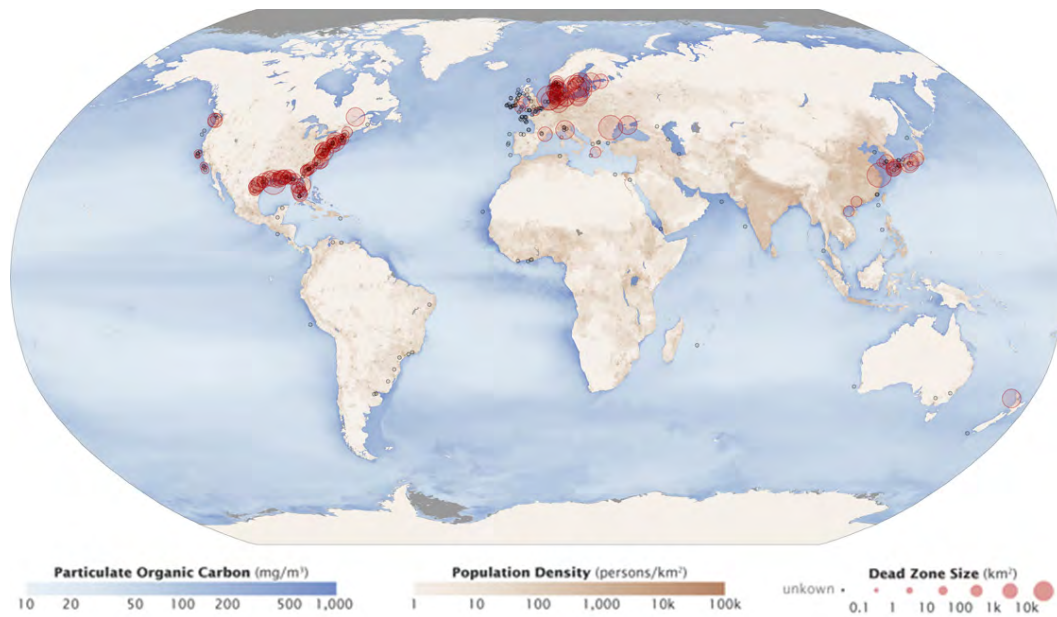 Particulate Organic Carbon (mg/m³)
10 20 50 100 200 500 1,000
Population Density (persons/km²)
1 10 100 1,000 10k 100k
Dead Zone Size (km²)
unkown
0.1 1 10 100 1k 10k